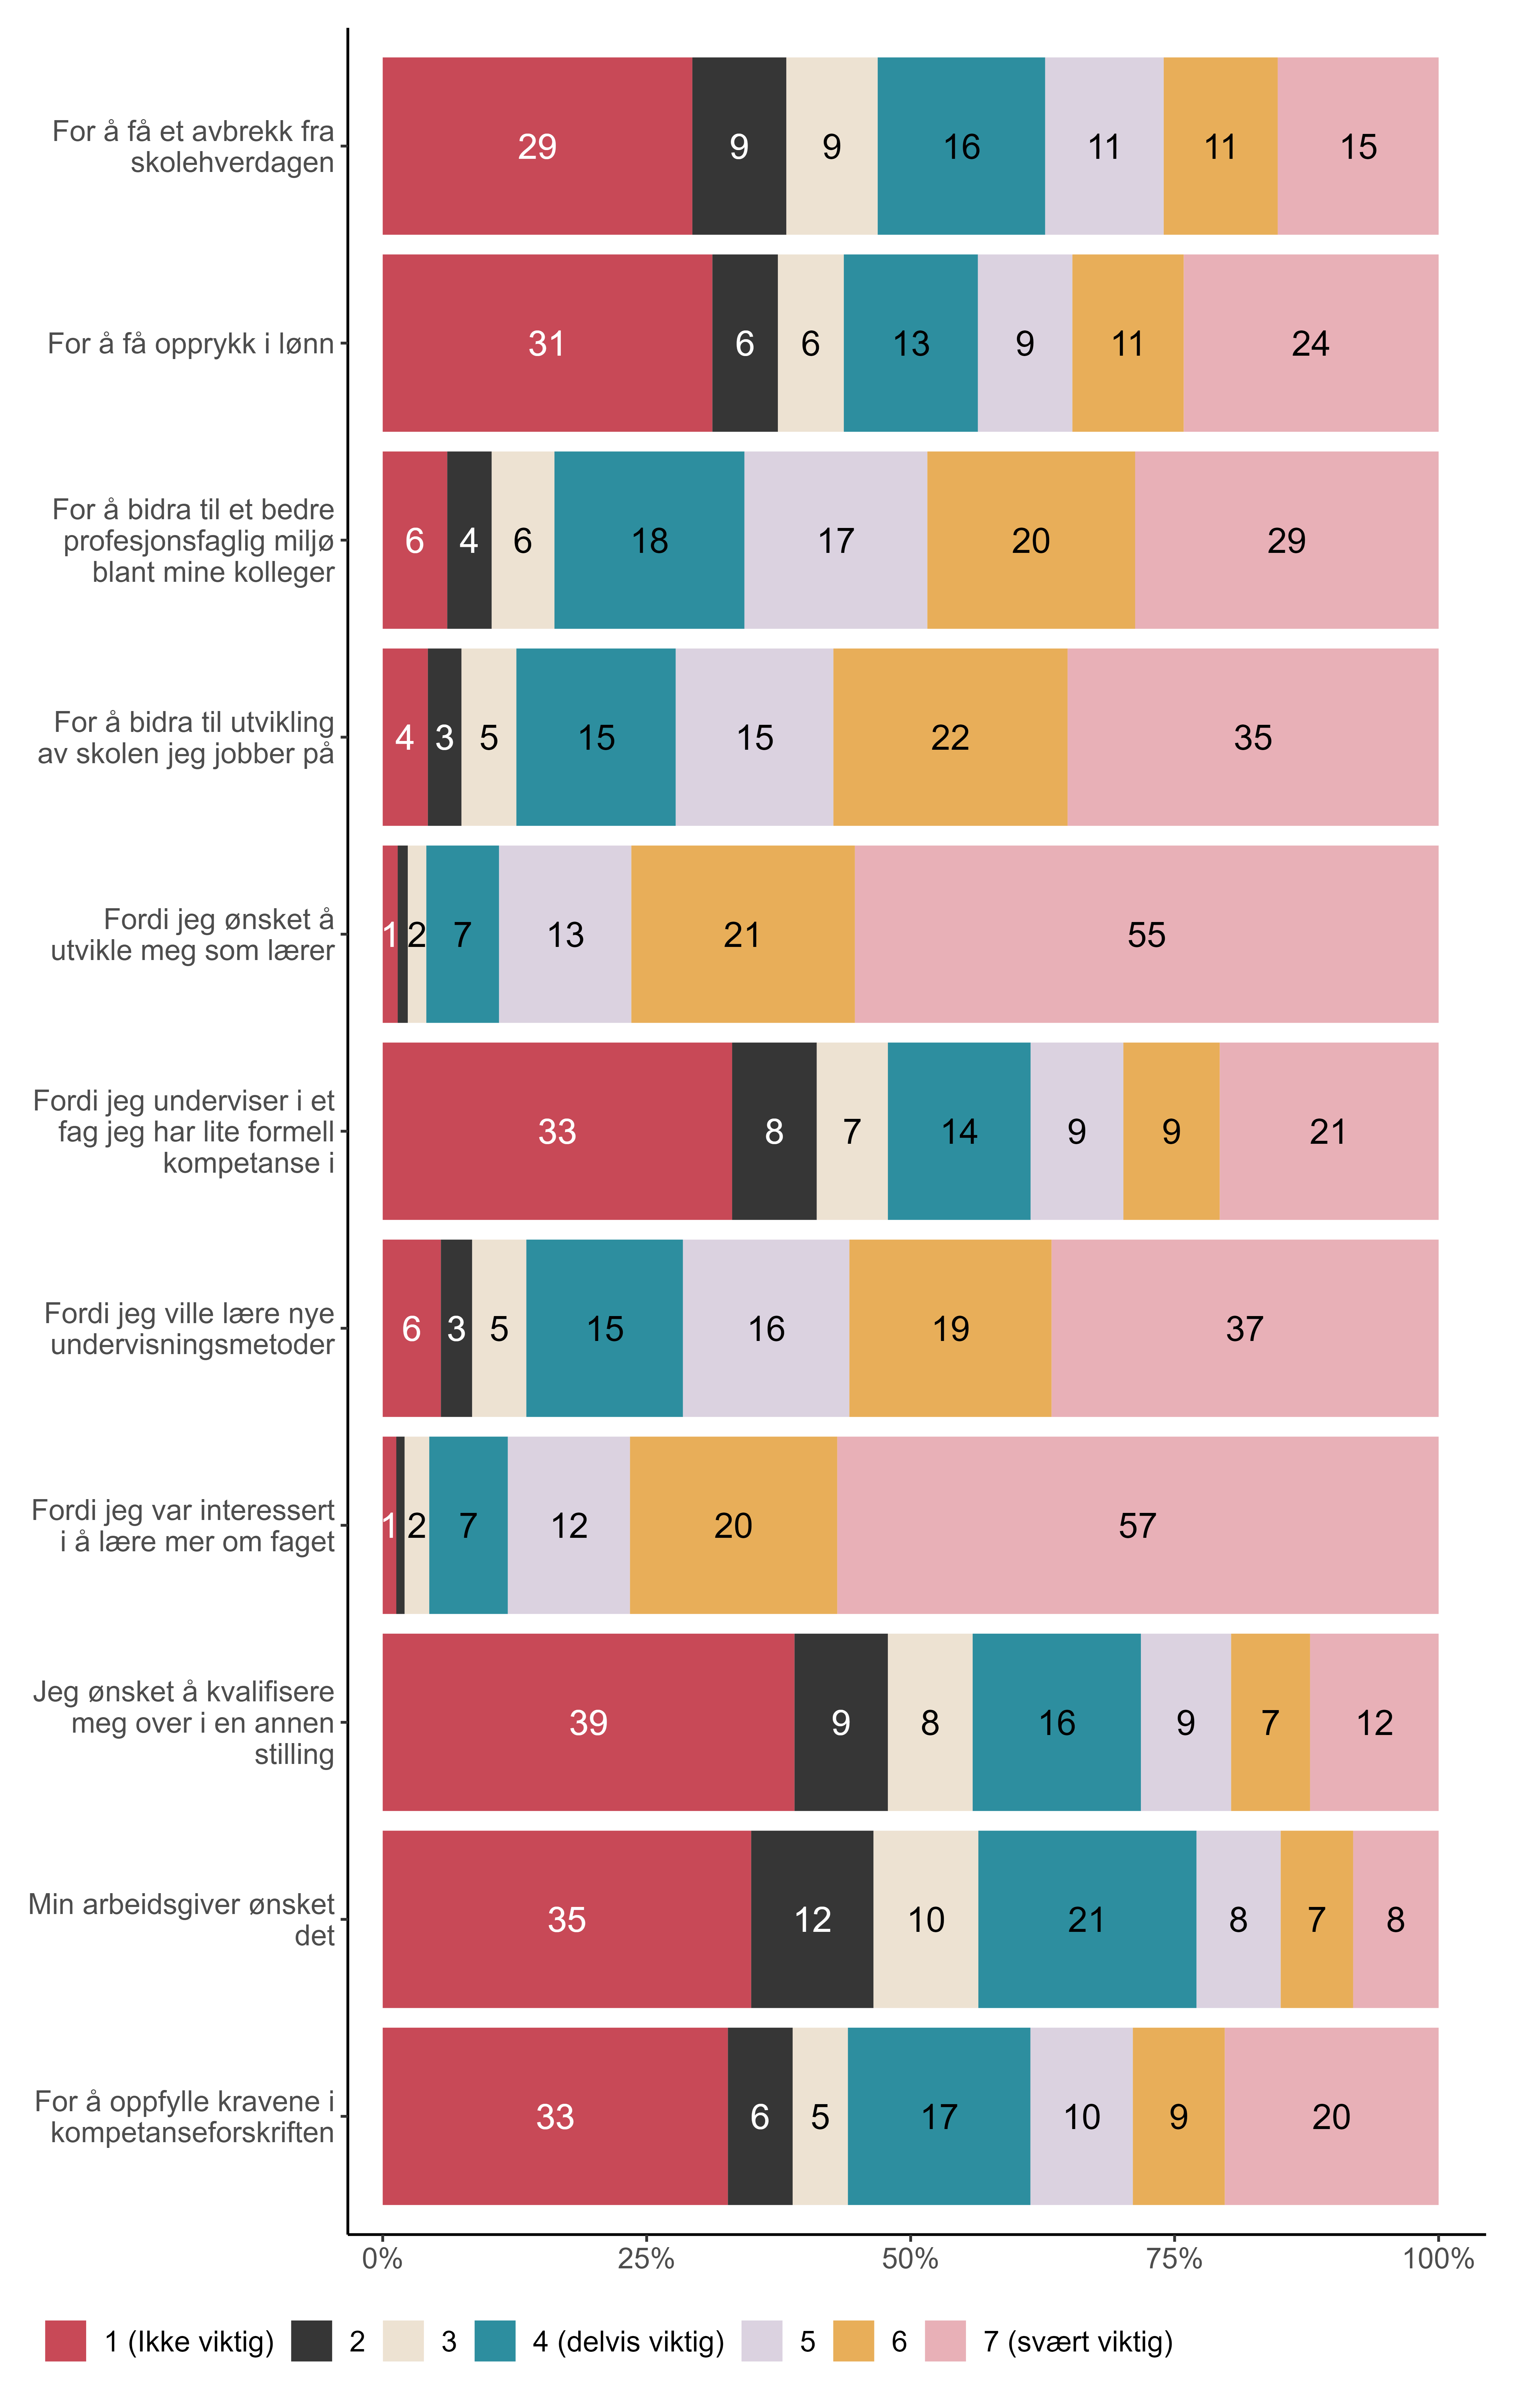 For å få et avbrekk fra
skolehverdagen
29 9 9 16 11 11 15
For å få opprykk i lønn
31 6 6 13 9 11 24
For å bidra til et bedre
profesjonsfaglig miljø
blant mine kolleger
6 4 6 18 17 20 29
For å bidra til utvikling
av skolen jeg jobber på
4 3 5 15 15 22 35
Fordi jeg ønsket å
utvikle meg som lærer
1 2 7 13 21 55
Fordi jeg underviser i et
fag jeg har lite formell
kompetanse i
33 8 7 14 9 9 21
Fordi jeg ville lære nye
undervisningsmetoder
6 3 5 15 16 19 37
Fordi jeg var interessert
i å lære mer om faget
1 2 7 12 20 57
Jeg ønsket å kvalifisere
meg over i en annen
stilling
39 9 8 16 9 7 12
Min arbeidsgiver ønsket
det
35 12 10 21 8 7 8
For å oppfylle kravene i
kompetanseforskriften
33 6 5 17 10 9 20
0% 25% 50% 75% 100%
1 (Ikke viktig) 2 3 4 (delvis viktig) 5 6 7 (svært viktig)